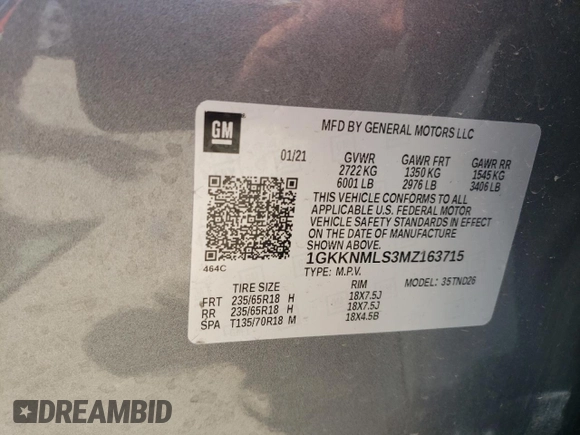 GM
MFD BY GENERAL MOTORS LLC
01/21 GVWR GAWR FRT GAWR RR
2722 KG 1350 KG 1545 KG
6001 LB 2976 LB 3406 LB
THIS VEHICLE CONFORMS TO ALL
APPLICABLE U.S. FEDERAL MOTOR
VEHICLE SAFETY STANDARDS IN EFFECT
ON THE DATE OF MANUFACTURE
SHOWN ABOVE.
464C
1GKKNMLS3MZ163715
TYPE: M.P.V. MODEL: 35TND26
TIRE SIZE RIM
FRT 235/65R18 H 18X7.5J
RR 235/65R18 H 18X7.5J
SPA T135/70R18 M 18X4.5B
DREAMBID